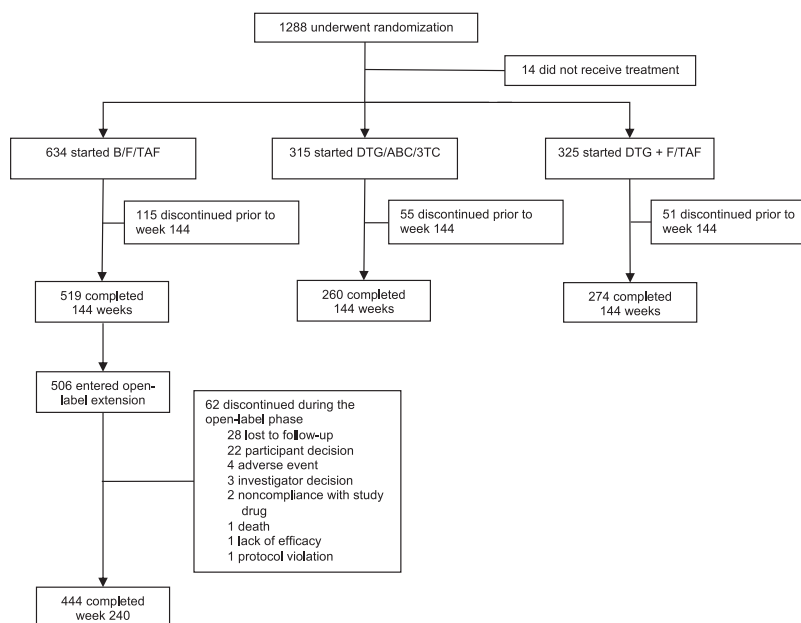 1288 underwent randomization
14 did not receive treatment
634 started B/F/TAF
315 started DTG/ABC/3TC
325 started DTG + F/TAF
115 discontinued prior to
week 144
55 discontinued prior to
week 144
51 discontinued prior to
week 144
519 completed
144 weeks
260 completed
144 weeks
274 completed
144 weeks
506 entered open-
label extension
62 discontinued during the
open-label phase
28 lost to follow-up
22 participant decision
4 adverse event
3 investigator decision
2 noncompliance with study
drug
1 death
1 lack of efficacy
1 protocol violation
444 completed
week 240